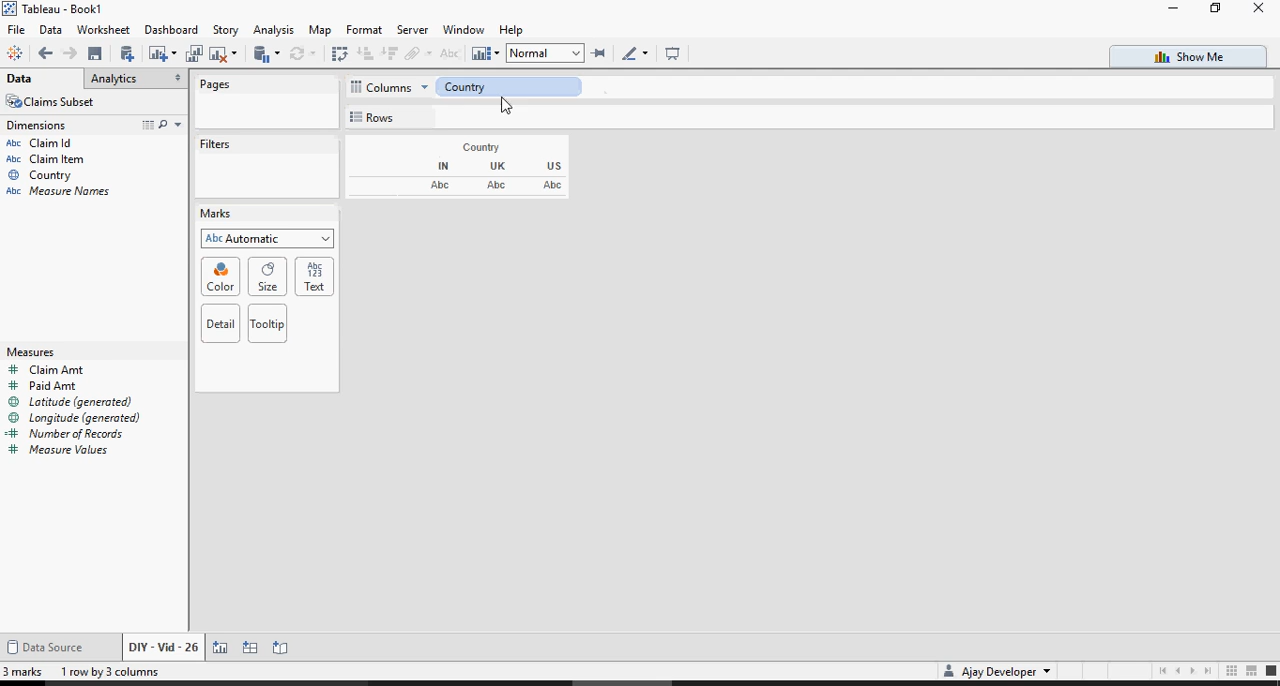 Tableau - Book1
File Data Worksheet Dashboard Story Analysis Map Format Server Window Help
Abc Normal Show Me
Data Analytics
Claims Subset
Dimensions
Abc Claim Id
Abc Claim Item
Country
Abc Measure Names
Measures
# Claim Amt
# Paid Amt
Latitude (generated)
Longitude (generated)
=# Number of Records
# Measure Values
Pages
Filters
Marks
Abc Automatic
Color Size Abc 123 Text
Detail Tooltip
Columns Country
Rows
Country
IN UK US
Abc Abc Abc
Data Source DIY - Vid - 26
3 marks 1 row by 3 columns Ajay Developer